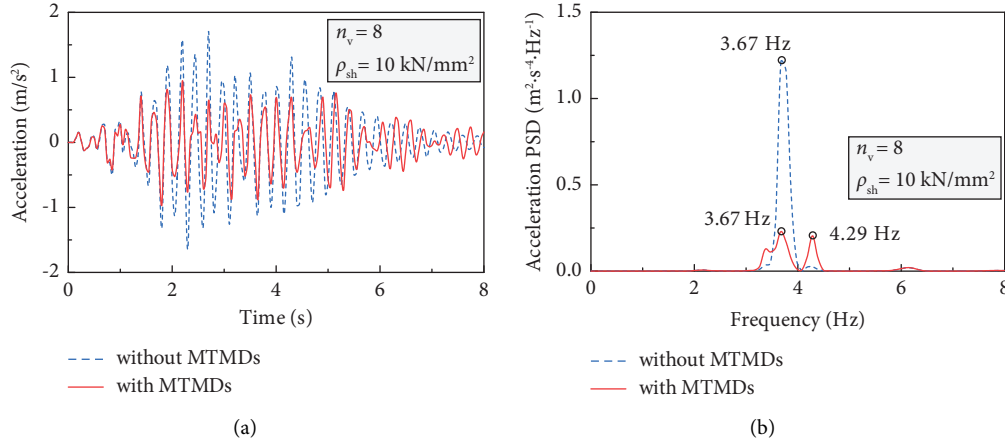 n_v = 8
ρ_sh = 10 kN/mm²
Acceleration (m/s²)
2
1
0
-1
-2
0
2
4
6
8
Time (s)
without MTMDs
with MTMDs
(a)
Acceleration PSD (m²·s⁻⁴·Hz⁻¹)
1.5
1.0
0.5
0.0
3.67 Hz
n_v = 8
ρ_sh = 10 kN/mm²
3.67 Hz
4.29 Hz
0
2
4
6
8
Frequency (Hz)
without MTMDs
with MTMDs
(b)